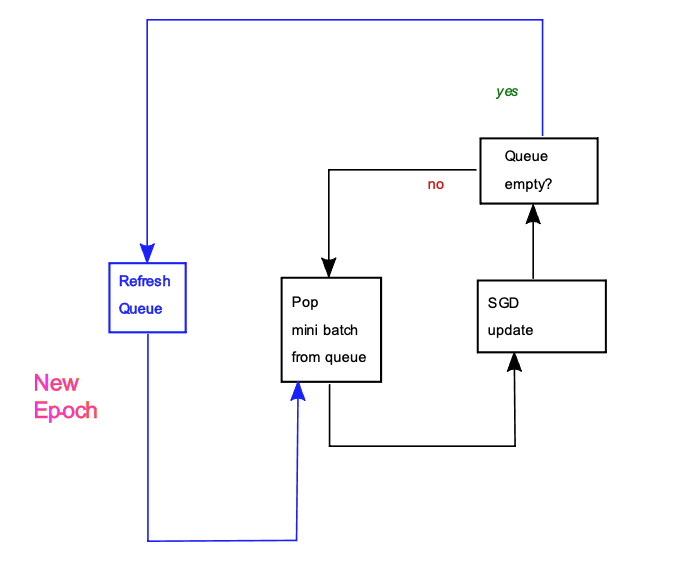 yes
Queue
empty?
no
Refresh
Queue
Pop
mini batch
from queue
SGD
update
New
Epoch